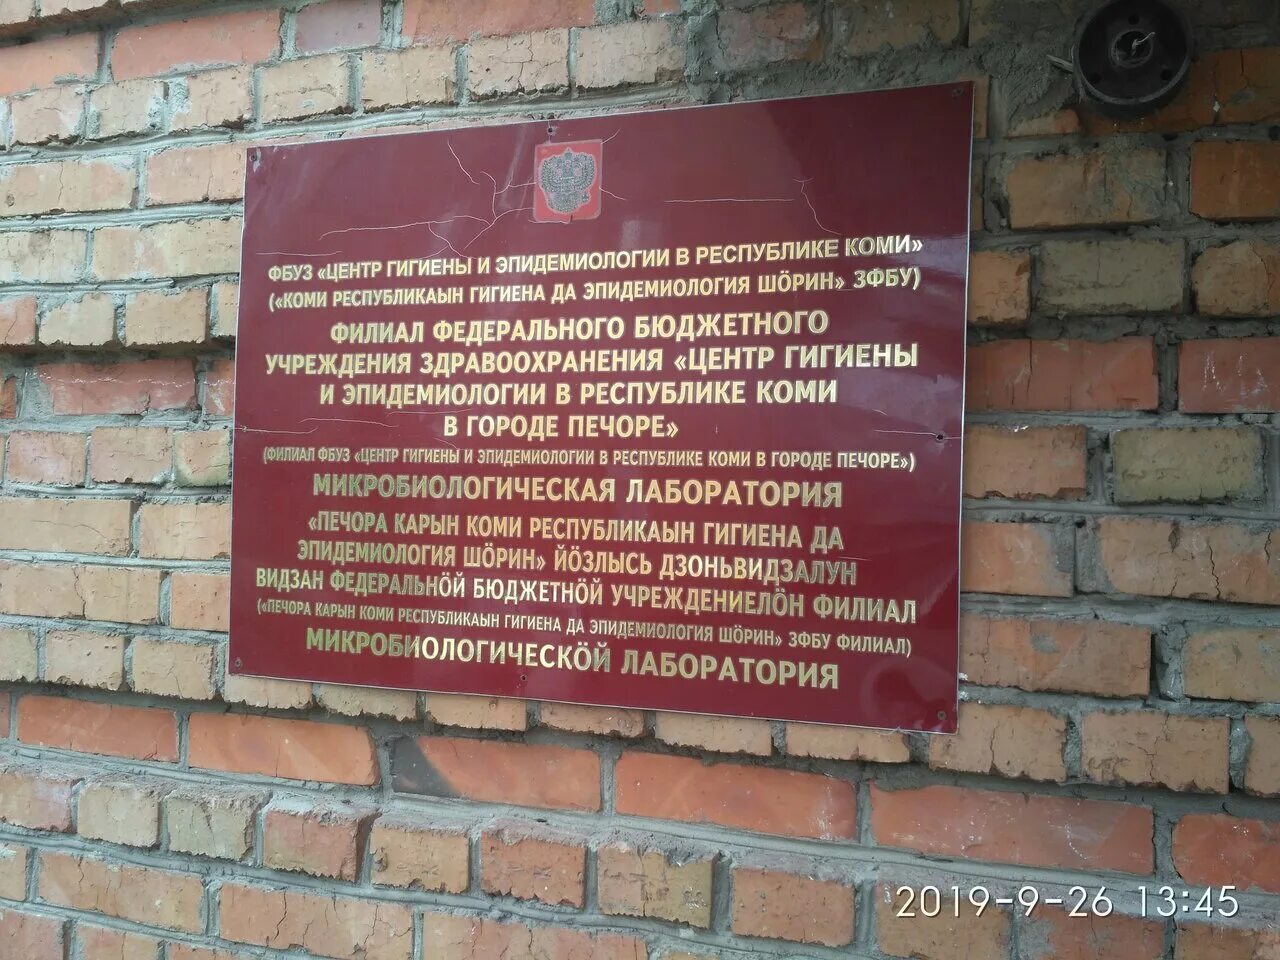 ФБУЗ «ЦЕНТР ГИГИЕНЫ И ЭПИДЕМИОЛОГИИ В РЕСПУБЛИКЕ КОМИ»
(«КОМИ РЕСПУБЛИКАЫН ГИГИЕНА ДА ЭПИДЕМИОЛОГИЯ ШÖРИН» ЗФБУ)
ФИЛИАЛ ФЕДЕРАЛЬНОГО БЮДЖЕТНОГО
УЧРЕЖДЕНИЯ ЗДРАВООХРАНЕНИЯ «ЦЕНТР ГИГИЕНЫ
И ЭПИДЕМИОЛОГИИ В РЕСПУБЛИКЕ КОМИ
В ГОРОДЕ ПЕЧОРЕ»
(ФИЛИАЛ ФБУЗ «ЦЕНТР ГИГИЕНЫ И ЭПИДЕМИОЛОГИИ В РЕСПУБЛИКЕ КОМИ В ГОРОДЕ ПЕЧОРЕ»)
МИКРОБИОЛОГИЧЕСКАЯ ЛАБОРАТОРИЯ
«ПЕЧОРА КАРЫН КОМИ РЕСПУБЛИКАЫН ГИГИЕНА ДА
ЭПИДЕМИОЛОГИЯ ШÖРИН» ЙÖЗЛЫСЬ ДЗОНЬВИДЗАЛУН
ВИДЗАН ФЕДЕРАЛЬНÖЙ БЮДЖЕТНÖЙ УЧРЕЖДЕНИЕЛÖН ФИЛИАЛ
(«ПЕЧОРА КАРЫН КОМИ РЕСПУБЛИКАЫН ГИГИЕНА ДА ЭПИДЕМИОЛОГИЯ ШÖРИН» ЗФБУ ФИЛИАЛ)
МИКРОБИОЛОГИЧЕСКÖЙ ЛАБОРАТОРИЯ
2019-9-26 13:45